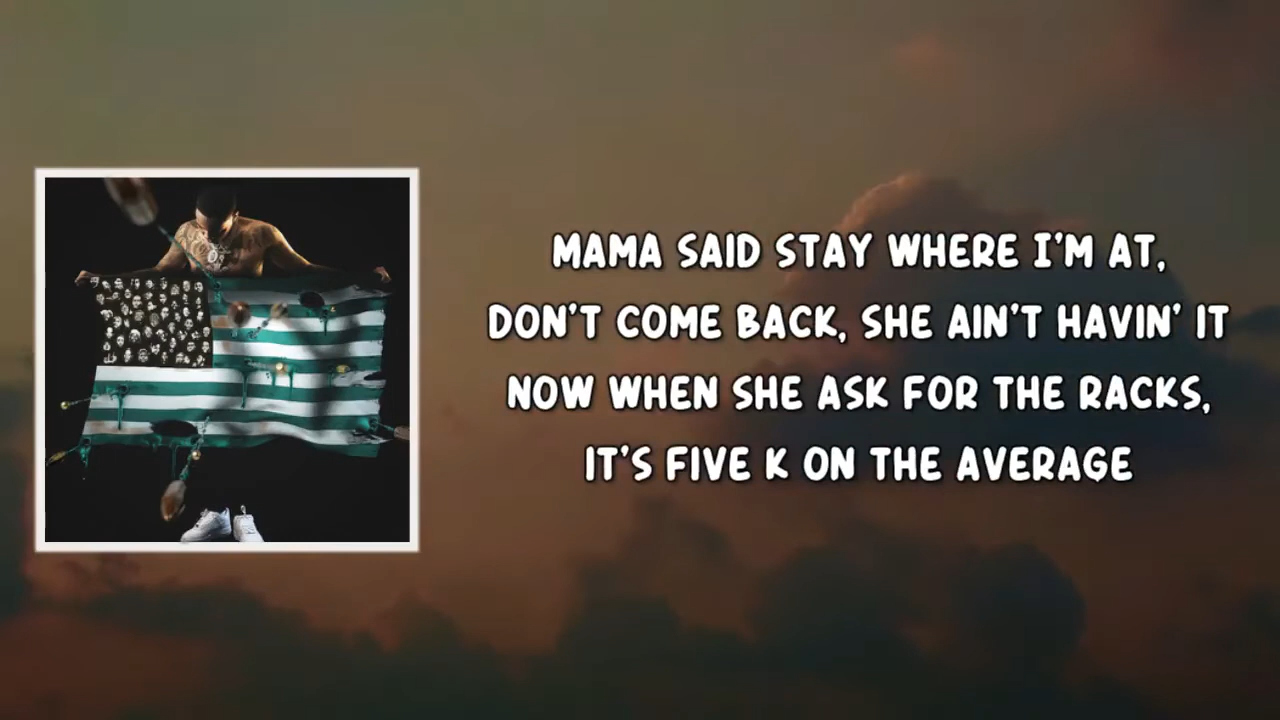 MAMA SAID STAY WHERE I'M AT,
DON'T COME BACK, SHE AIN'T HAVIN' IT
NOW WHEN SHE ASK FOR THE RACKS,
IT'S FIVE K ON THE AVERAGE